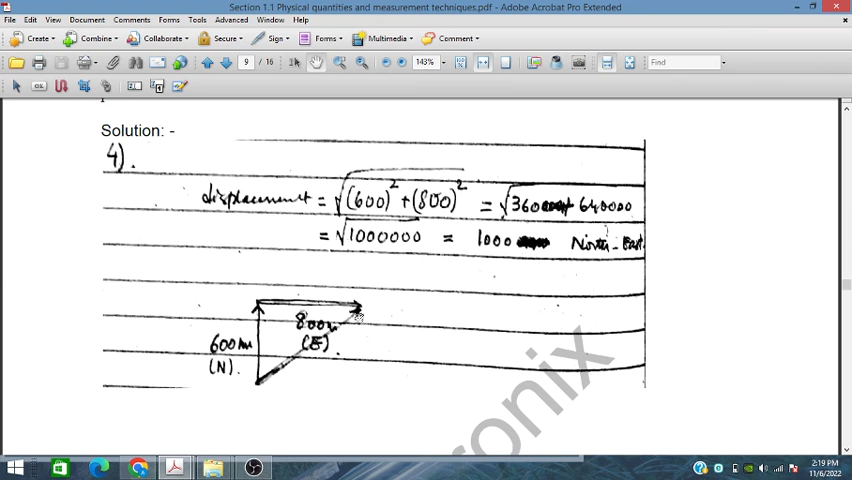 Section 1.1 Physical quantities and measurement techniques.pdf - Adobe Acrobat Pro Extended
File Edit View Document Comments Forms Tools Advanced Window Help
Create Combine Collaborate Secure Sign Forms Multimedia Comment
9 / 16 143% Find
Solution: -
4).
displacement = √(600)² + (800)² = √360000 + 640000
= √1000000 = 1000 North-East
800m
(E)
600m
(N).
ronix
2:19 PM
11/6/2022